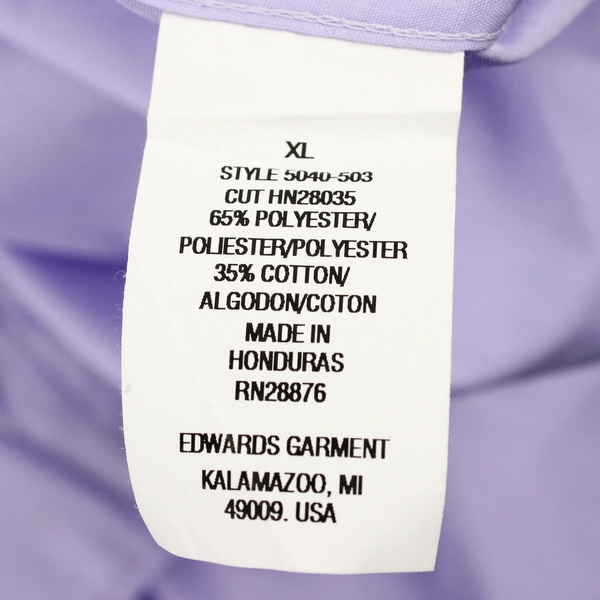 XL
STYLE 5040-503
CUT HN28035
65% POLYESTER/
POLIESTER/POLYESTER
35% COTTON/
ALGODON/COTON
MADE IN
HONDURAS
RN28876
EDWARDS GARMENT
KALAMAZOO, MI
49009. USA